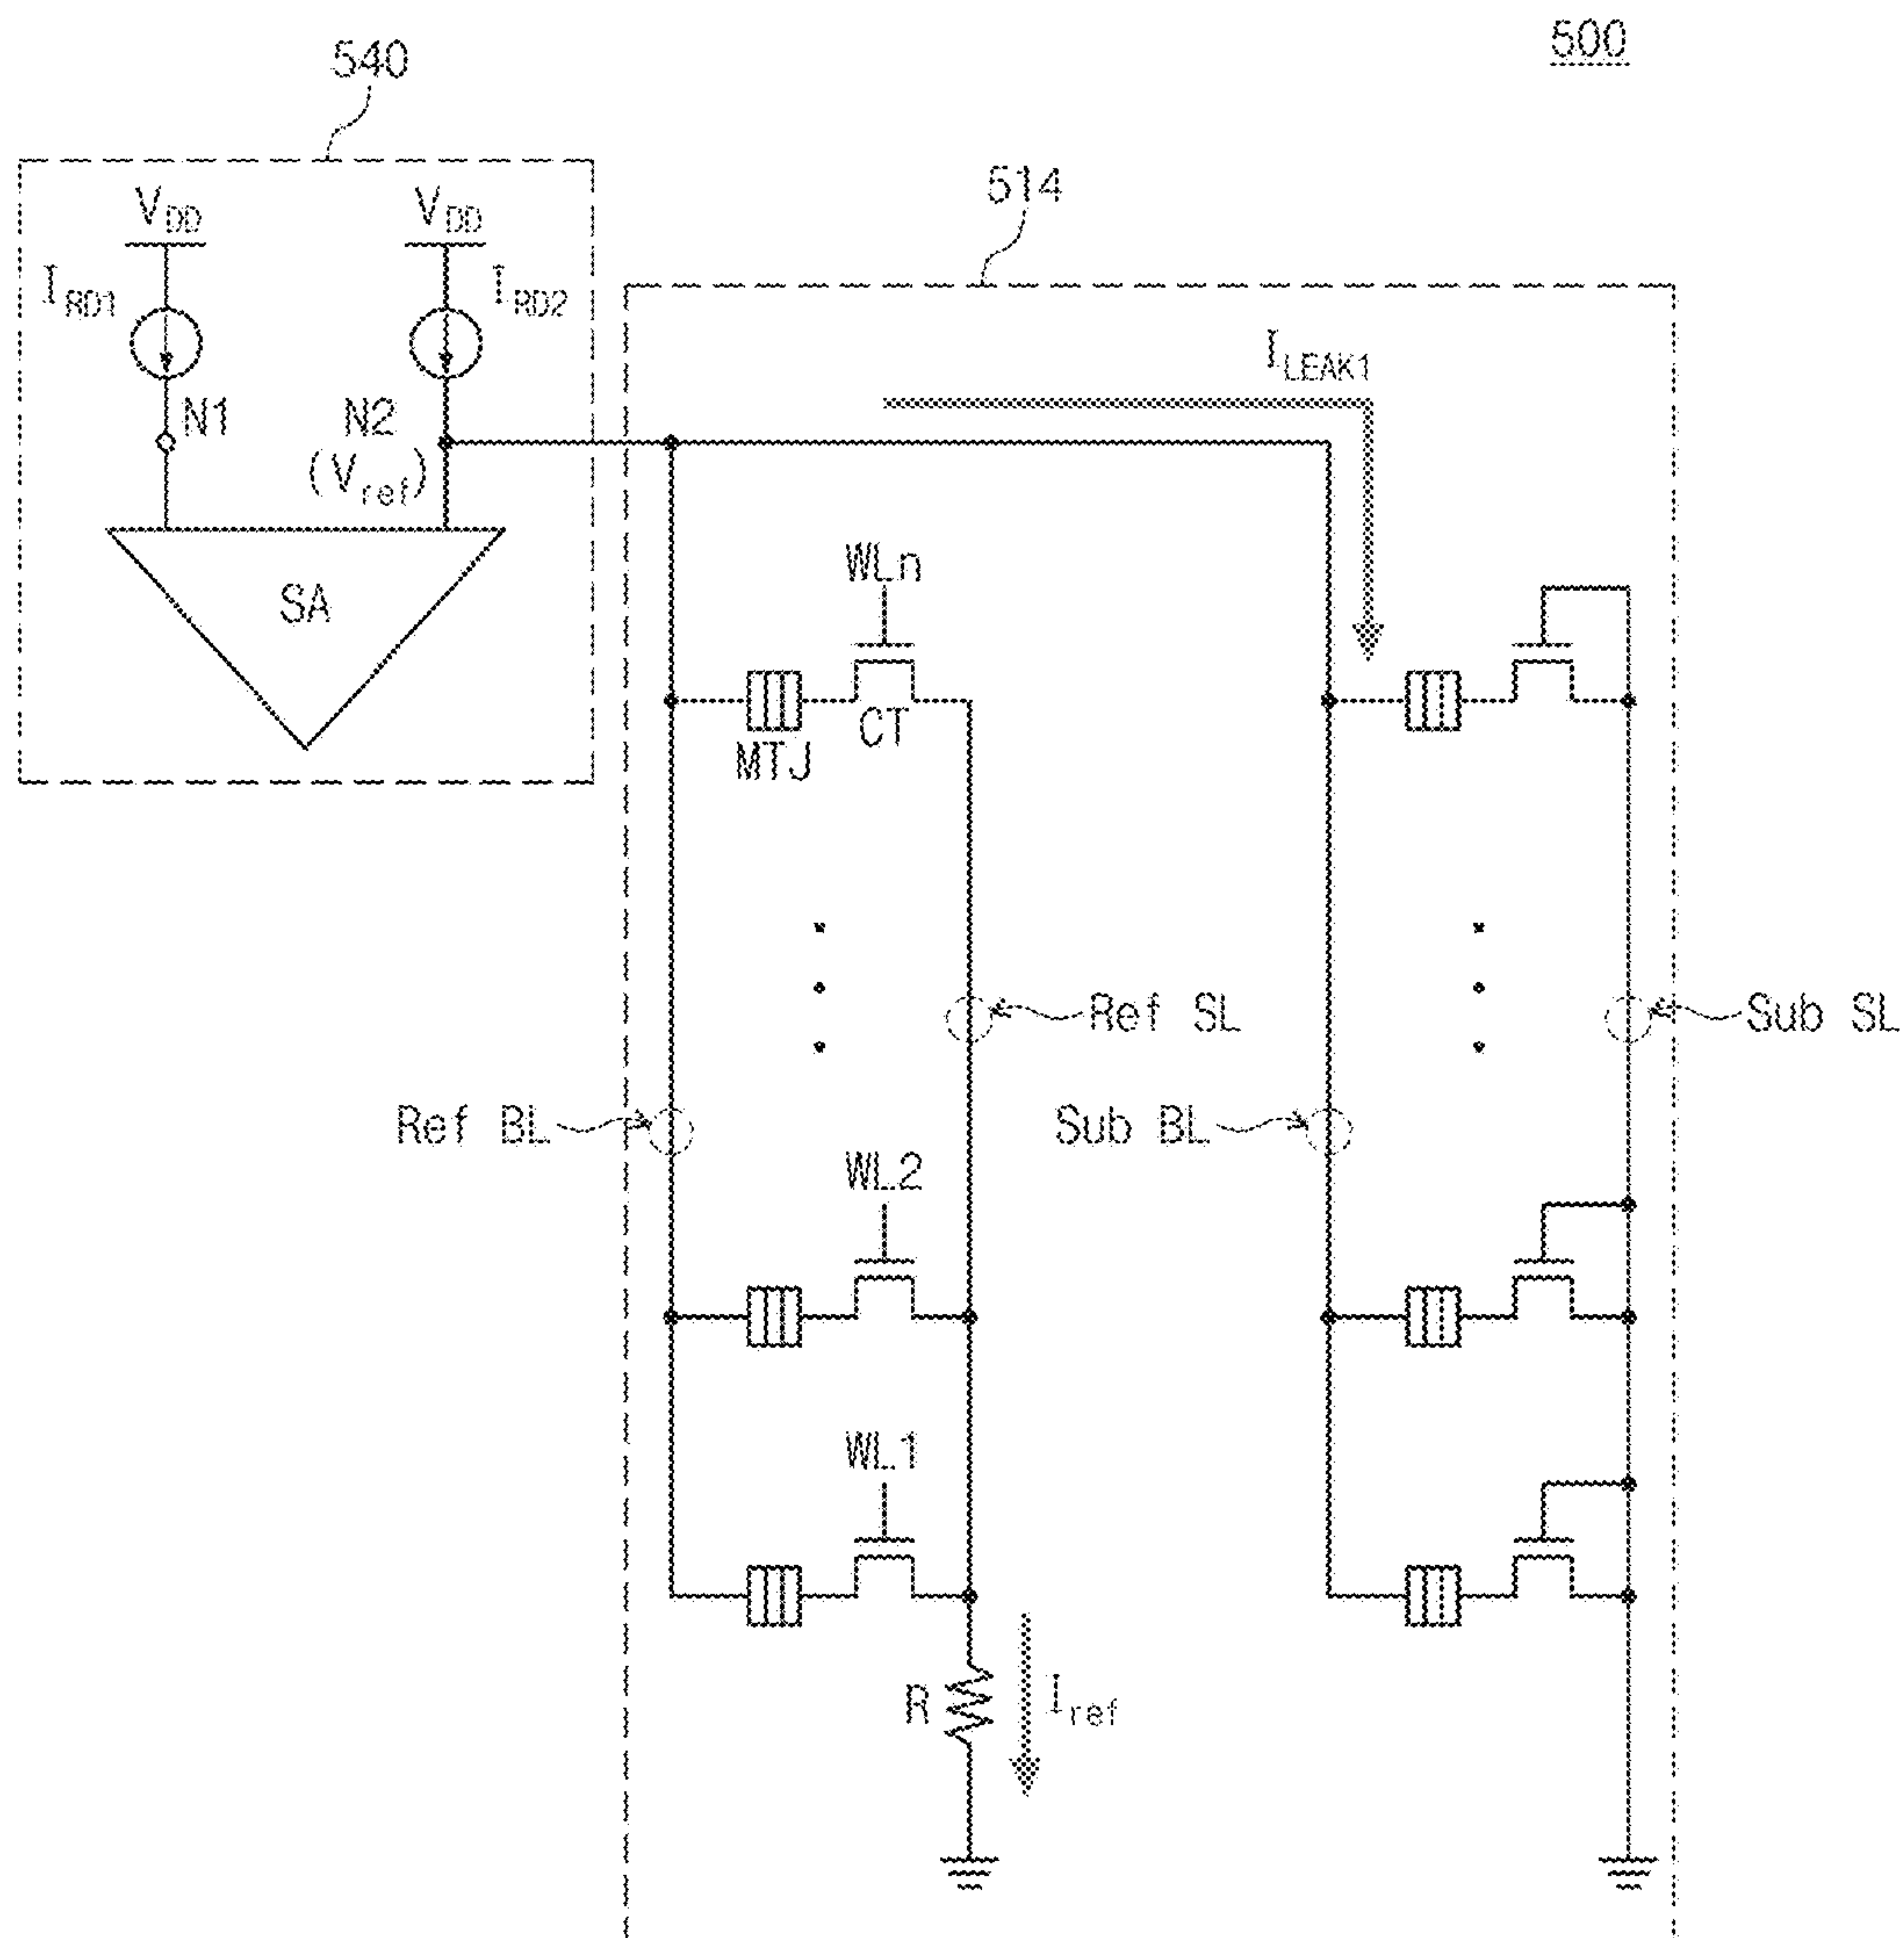 500
540
514
VDD
VDD
IRD1
IRD2
ILEAK1
N1
N2
(Vref)
SA
WLn
CT
MTJ
Ref SL
Sub SL
Ref BL
Sub BL
WL2
WL1
R
Iref